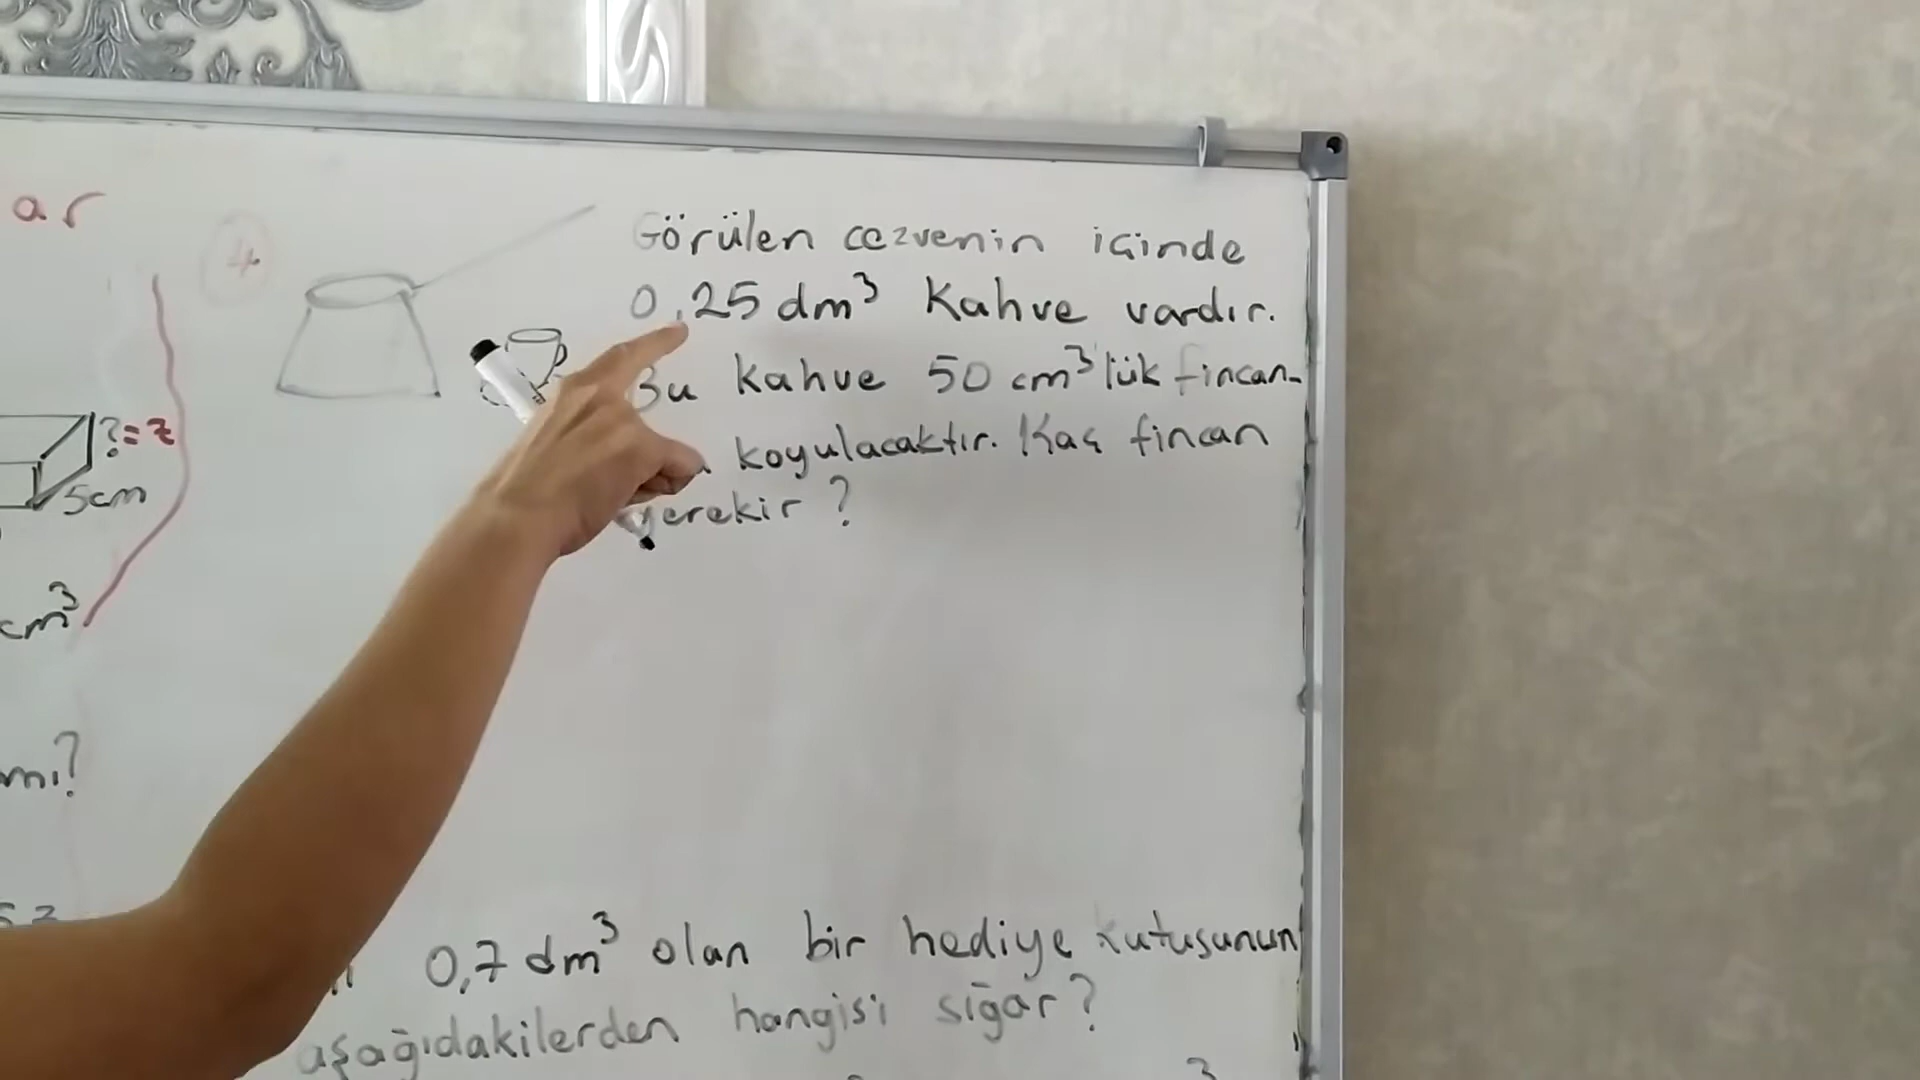 ar
4
Görülen cezvenin içinde
0,25 dm³ Kahve vardır.
Bu kahve 50 cm³'lük fincan-
koyulacaktır. Kaç fincan
gerekir?
?=z
5cm
cm³
mı?
0,7 dm³ olan bir hediye kutusunun
aşağıdakilerden hangisi sığar?